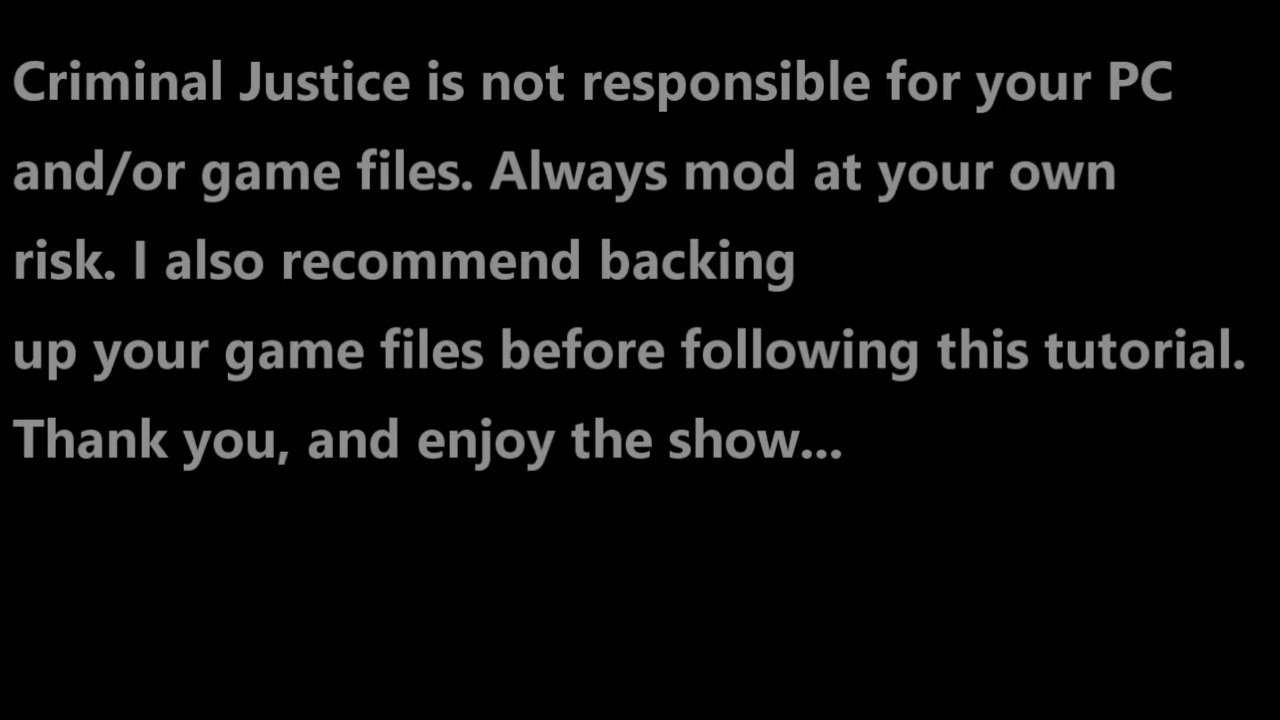 Criminal Justice is not responsible for your PC
and/or game files. Always mod at your own
risk. I also recommend backing
up your game files before following this tutorial.
Thank you, and enjoy the show...